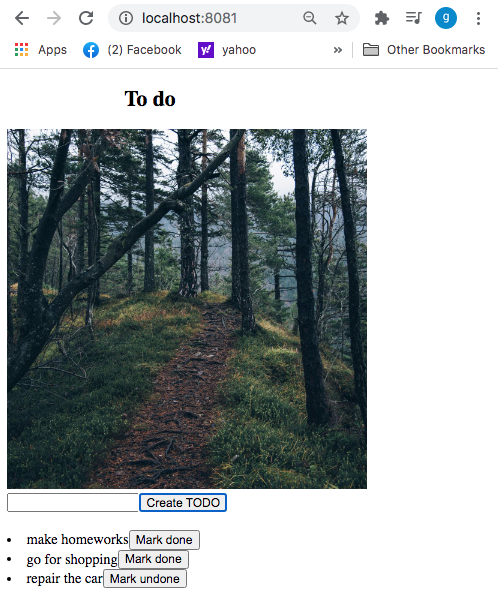 localhost:8081
g
Apps (2) Facebook yahoo » Other Bookmarks
To do
Create TODO
• make homeworks Mark done
• go for shopping Mark done
• repair the car Mark undone